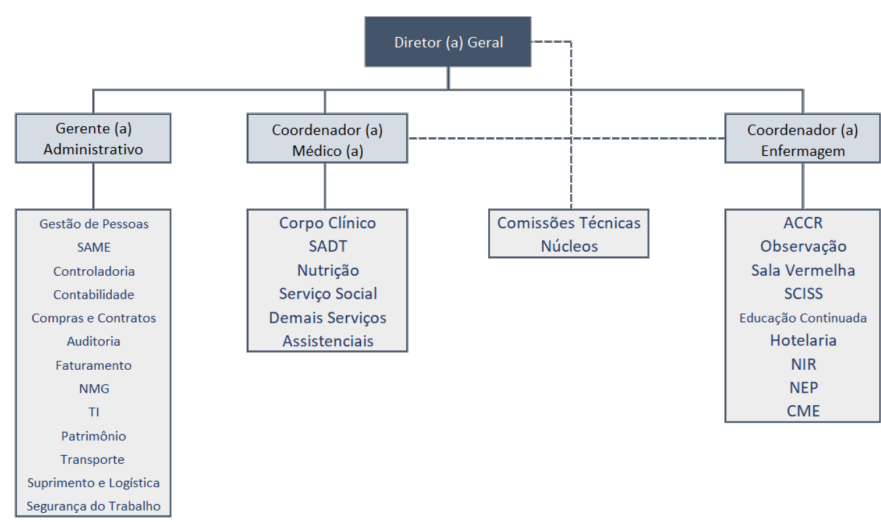 Diretor (a) Geral
Gerente (a)
Administrativo
Coordenador (a)
Médico (a)
Coordenador (a)
Enfermagem
Gestão de Pessoas
SAME
Controladoria
Contabilidade
Compras e Contratos
Auditoria
Faturamento
NMG
TI
Patrimônio
Transporte
Suprimento e Logística
Segurança do Trabalho
Corpo Clínico
SADT
Nutrição
Serviço Social
Demais Serviços
Assistenciais
Comissões Técnicas
Núcleos
ACCR
Observação
Sala Vermelha
SCISS
Educação Continuada
Hotelaria
NIR
NEP
CME